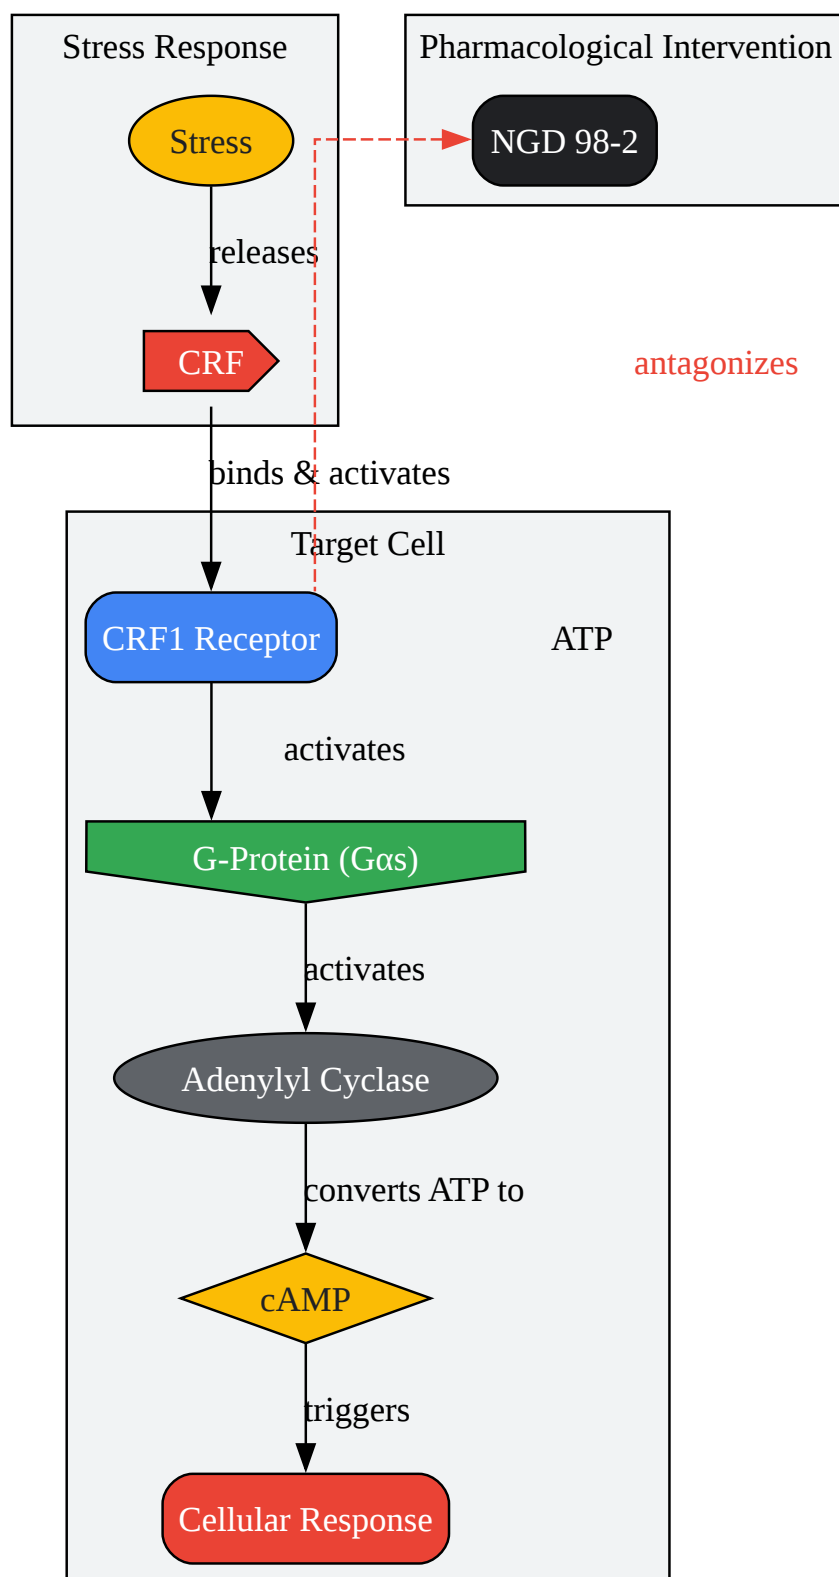 Stress Response
Pharmacological Intervention
Stress
NGD 98-2
releases
CRF
antagonizes
binds & activates
Target Cell
CRF1 Receptor
ATP
activates
G-Protein (Gαs)
activates
Adenylyl Cyclase
converts ATP to
cAMP
triggers
Cellular Response